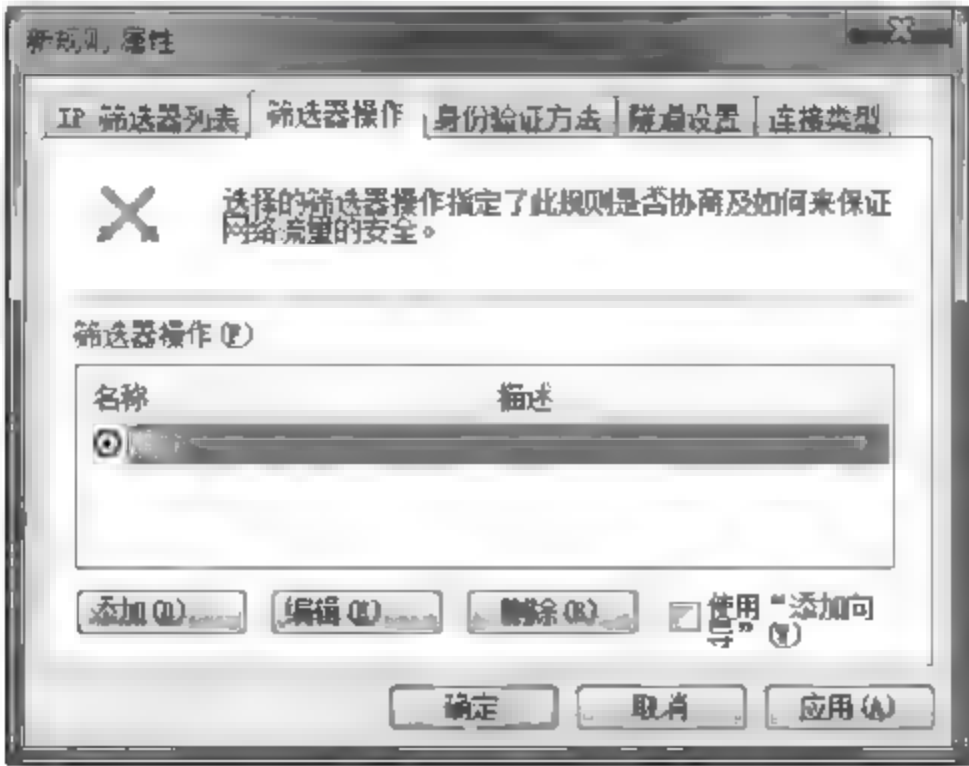 新规则 属性
IP 筛选器列表 筛选器操作 身份验证方法 隧道设置 连接类型
选择的筛选器操作指定了此规则是否协商及如何来保证
网络流量的安全。
筛选器操作(F)
名称 描述
添加(D)... 编辑(E)... 删除(R) 使用“添加向
导”(W)
确定 取消 应用(A)